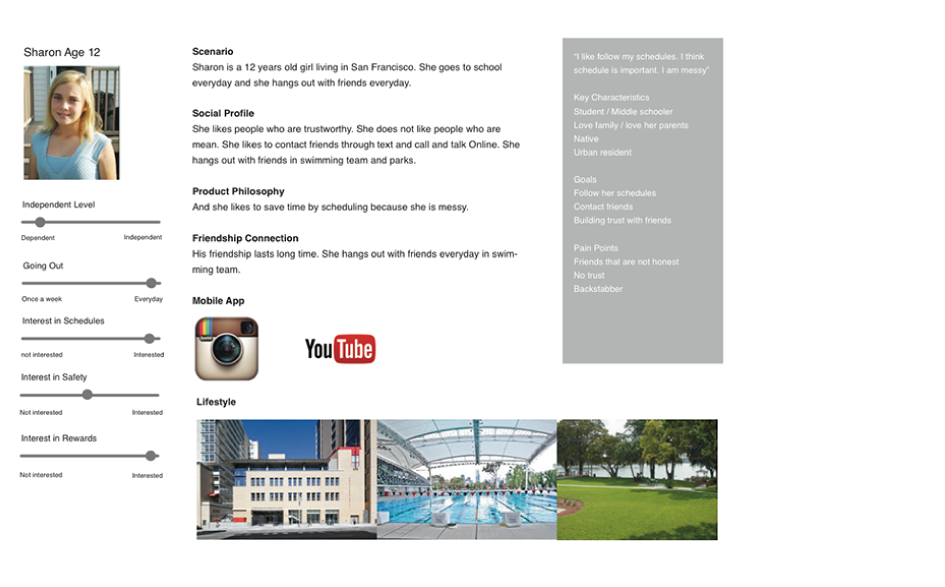 Sharon Age 12
Independent Level
Dependent
Independent
Going Out
Once a week
Everyday
Interest in Schedules
not interested
Interested
Interest in Safety
Not interested
Interested
Interest in Rewards
Not interested
Interested
Scenario
Sharon is a 12 years old girl living in San Francisco. She goes to school
everyday and she hangs out with friends everyday.
Social Profile
She likes people who are trustworthy. She does not like people who are
mean. She likes to contact friends through text and call and talk Online. She
hangs out with friends in swimming team and parks.
Product Philosophy
And she likes to save time by scheduling because she is messy.
Friendship Connection
His friendship lasts long time. She hangs out with friends everyday in swim-
ming team.
Mobile App
YouTube
Lifestyle
"I like follow my schedules. I think
schedule is important. I am messy"
Key Characteristics
Student / Middle schooler
Love family / love her parents
Native
Urban resident
Goals
Follow her schedules
Contact friends
Building trust with friends
Pain Points
Friends that are not honest
No trust
Backstabber